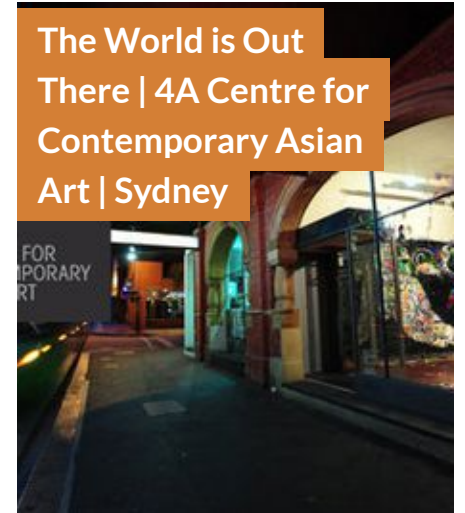 The World is Out
There | 4A Centre for
Contemporary Asian
Art | Sydney
FOR
MPORARY
RT